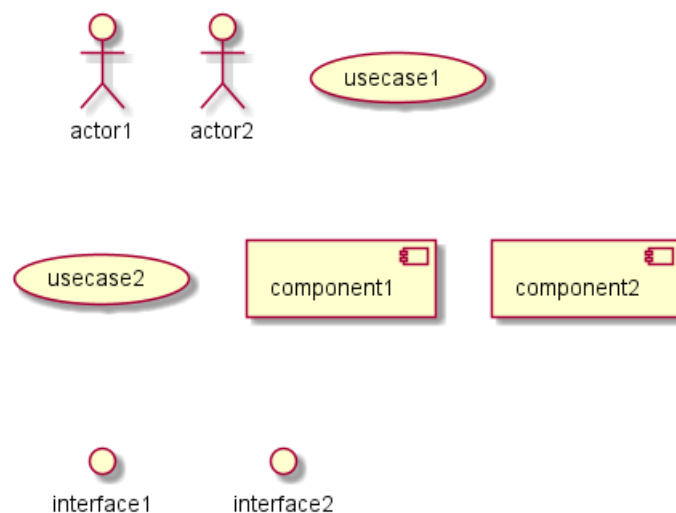 actor1
actor2
usecase1
usecase2
component1
component2
interface1
interface2